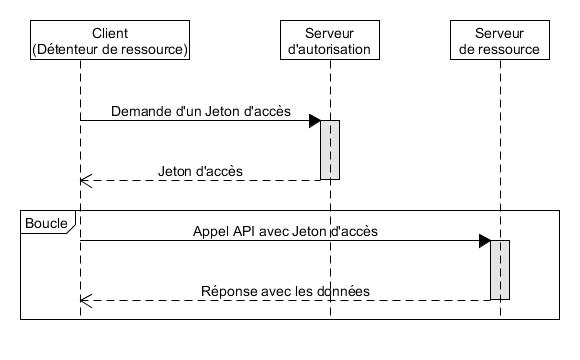 Client
(Détenteur de ressource)
Serveur
d'autorisation
Serveur
de ressource
Demande d'un Jeton d'accès
Jeton d'accès
Boucle
Appel API avec Jeton d'accès
Réponse avec les données